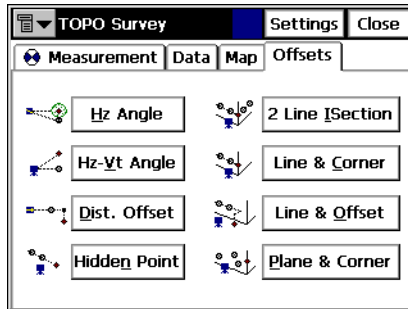 TOPO Survey Settings Close
Measurement Data Map Offsets
Hz Angle 2 Line ISection
Hz-Vt Angle Line & Corner
Dist. Offset Line & Offset
Hidden Point Plane & Corner